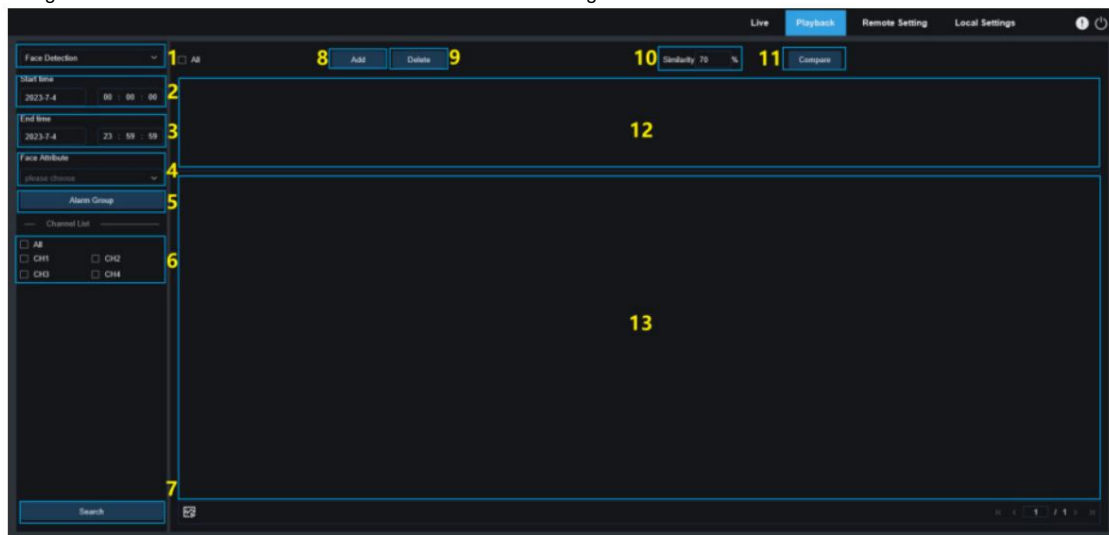 Live Playback Remote Setting Local Settings
Face Detection 1 All 8 Add Delete 9 10 Similarity 70 % 11 Compare
Start time
2023-7-4 00 : 00 : 00 2
End time
2023-7-4 23 : 59 : 59 3
12
Face Attribute
please choose 4
Alarm Group 5
Channel List
All
CH1 CH2 6
CH3 CH4
13
7
Search
1 / 1